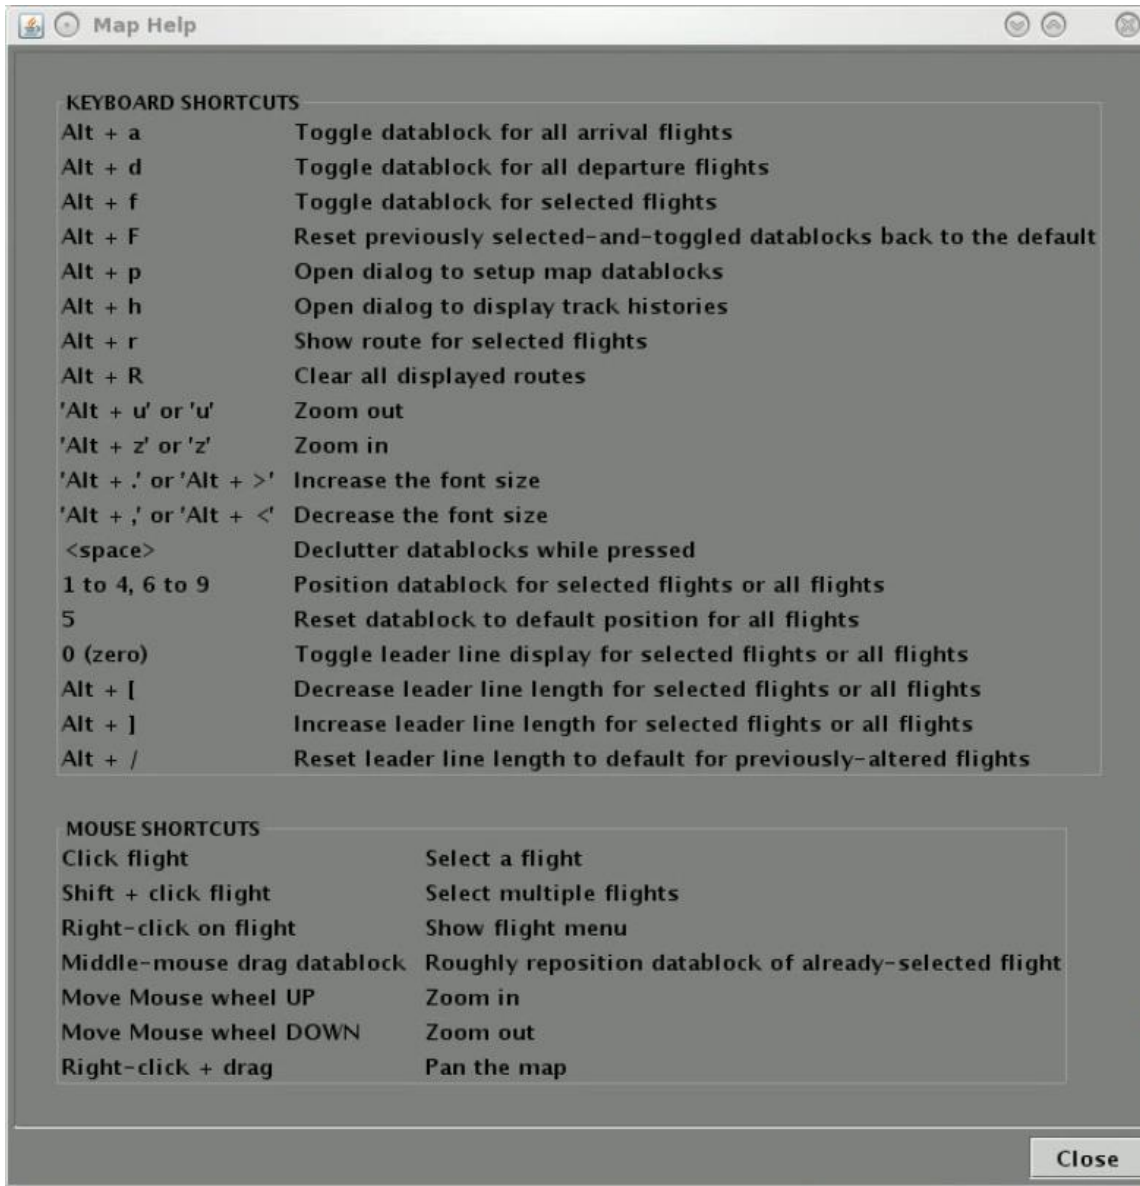 Map Help
KEYBOARD SHORTCUTS
Alt + a Toggle datablock for all arrival flights
Alt + d Toggle datablock for all departure flights
Alt + f Toggle datablock for selected flights
Alt + F Reset previously selected-and-toggled datablocks back to the default
Alt + p Open dialog to setup map datablocks
Alt + h Open dialog to display track histories
Alt + r Show route for selected flights
Alt + R Clear all displayed routes
'Alt + u' or 'u' Zoom out
'Alt + z' or 'z' Zoom in
'Alt + .' or 'Alt + >' Increase the font size
'Alt + ,' or 'Alt + <' Decrease the font size
<space> Declutter datablocks while pressed
1 to 4, 6 to 9 Position datablock for selected flights or all flights
5 Reset datablock to default position for all flights
0 (zero) Toggle leader line display for selected flights or all flights
Alt + [ Decrease leader line length for selected flights or all flights
Alt + ] Increase leader line length for selected flights or all flights
Alt + / Reset leader line length to default for previously-altered flights
MOUSE SHORTCUTS
Click flight Select a flight
Shift + click flight Select multiple flights
Right-click on flight Show flight menu
Middle-mouse drag datablock Roughly reposition datablock of already-selected flight
Move Mouse wheel UP Zoom in
Move Mouse wheel DOWN Zoom out
Right-click + drag Pan the map
Close